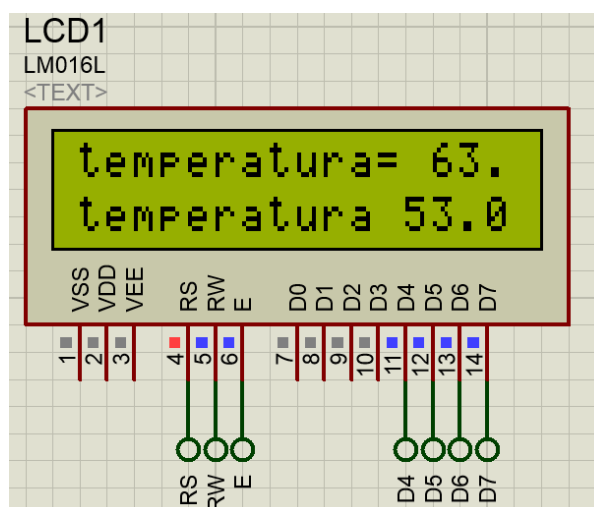 LCD1
LM016L
<TEXT>
temperatura= 63.
temperatura 53.0
VSS VDD VEE RS RW E D0 D1 D2 D3 D4 D5 D6 D7
1 2 3 4 5 6 7 8 9 10 11 12 13 14
RS RW E D4 D5 D6 D7